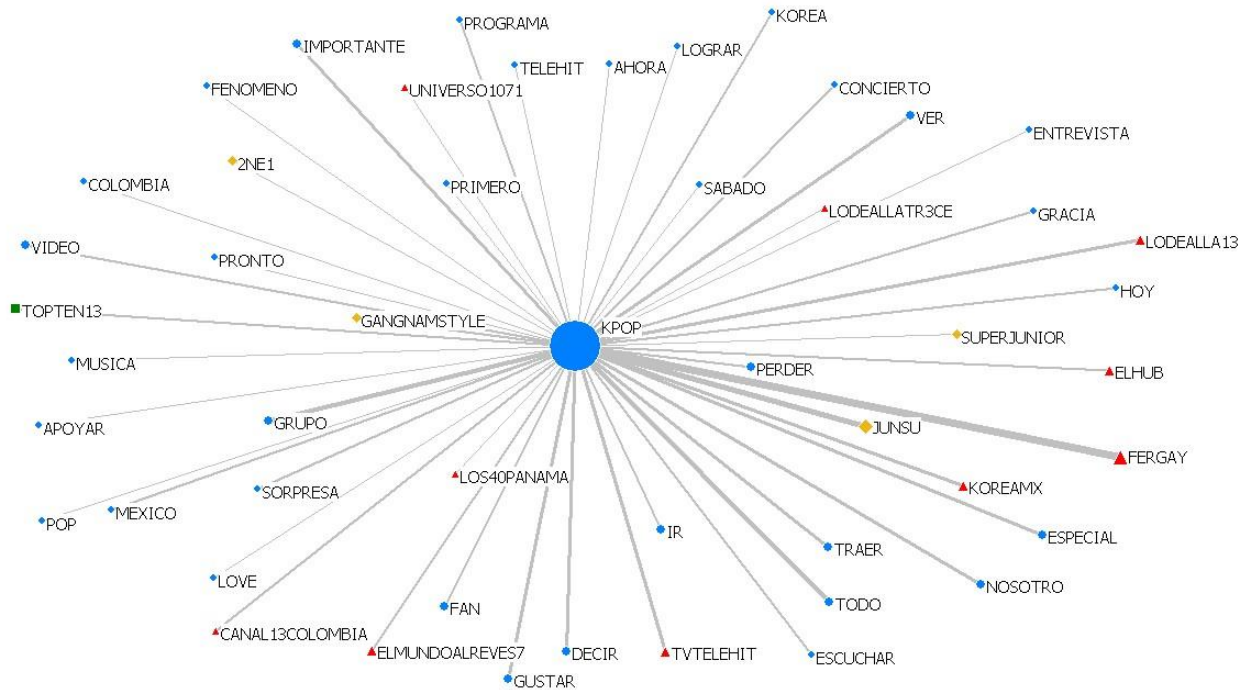 PROGRAMA
KOREA
IMPORTANTE
LOGRAR
TELEHIT
AHORA
FENOMENO
UNIVERSO1071
CONCIERTO
VER
ENTREVISTA
2NE1
COLOMBIA
PRIMERO
SABADO
LODEALLATR3CE
GRACIA
LODEALLA13
VIDEO
PRONTO
HOY
TOPTEN13
GANGNAMSTYLE
KPOP
SUPERJUNIOR
MUSICA
PERDER
ELHUB
APOYAR
GRUPO
JUNSU
FERGAY
LOS40PANAMA
KOREAMX
SORPRESA
MEXICO
POP
IR
ESPECIAL
TRAER
LOVE
NOSOTRO
FAN
TODO
CANAL13COLOMBIA
ELMUNDOALREVES7
DECIR
TVTELEHIT
ESCUCHAR
GUSTAR